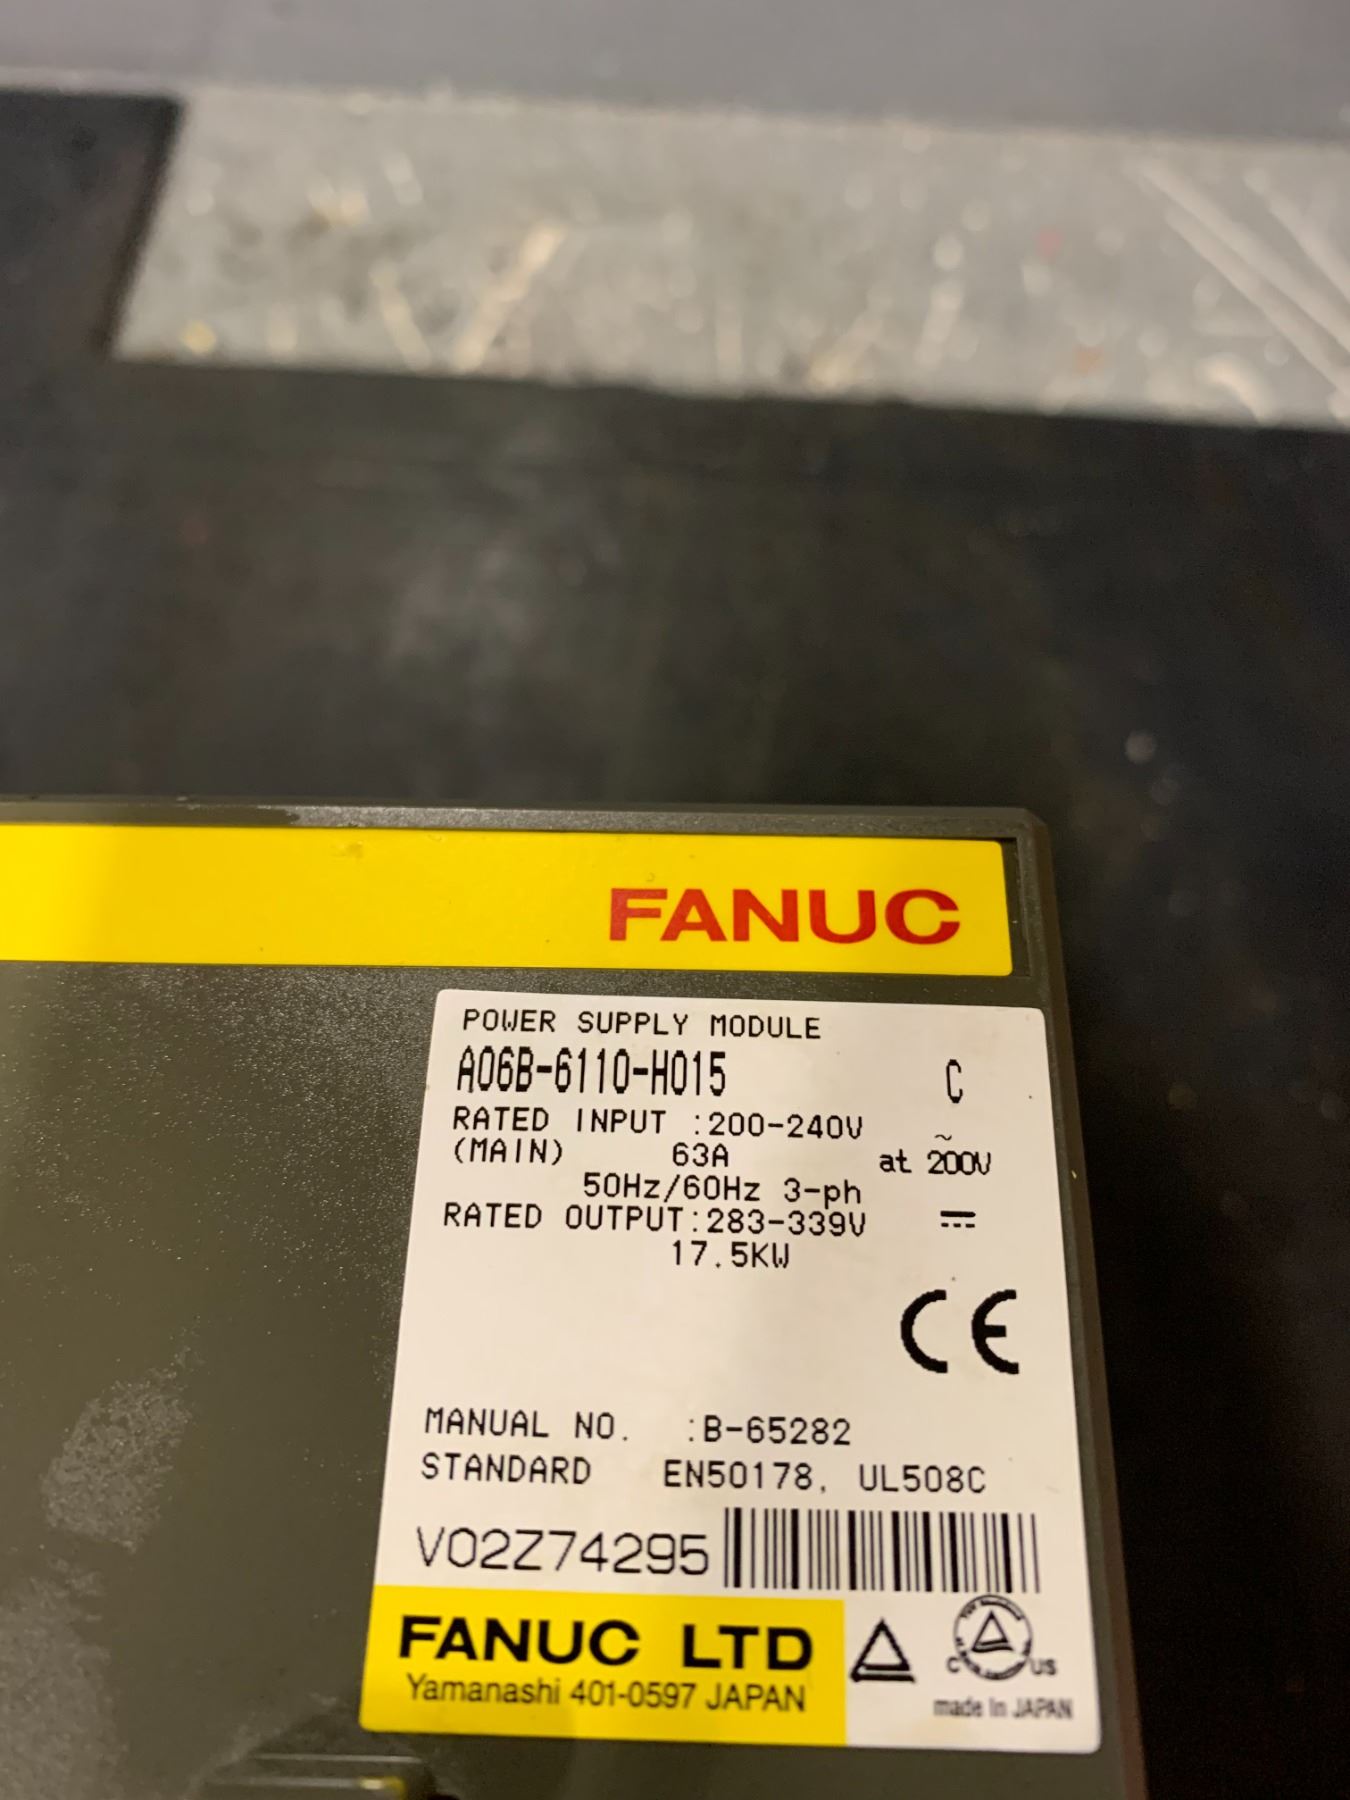 FANUC
POWER SUPPLY MODULE
A06B-6110-H015 C
RATED INPUT :200-240V ~
(MAIN) 63A at 200V
50Hz/60Hz 3-ph
RATED OUTPUT:283-339V
17.5KW
CE
MANUAL NO. :B-65282
STANDARD EN50178, UL508C
V02Z74295
FANUC LTD
Yamanashi 401-0597 JAPAN
C US
made In JAPAN